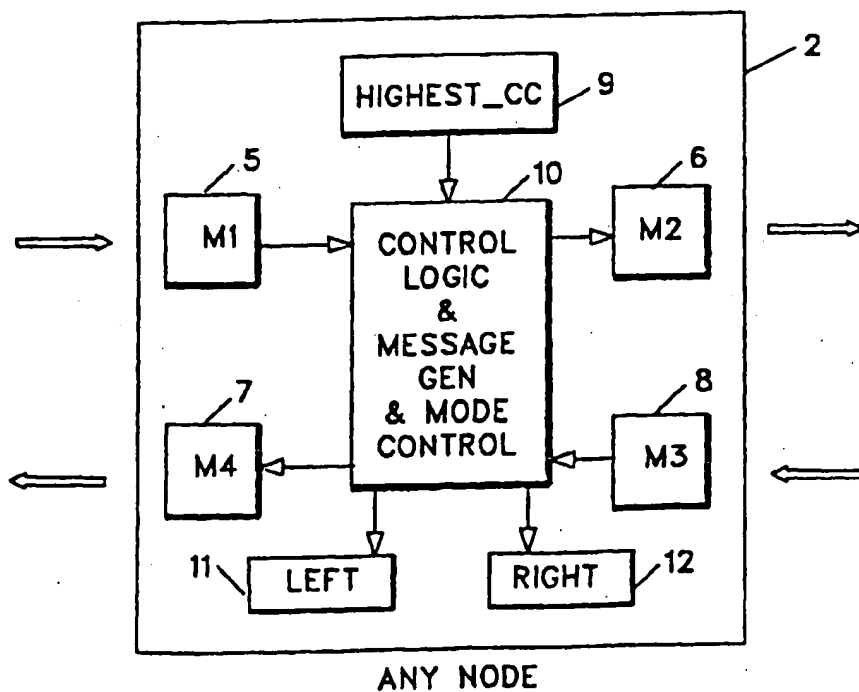 2
HIGHEST_CC
9
5
10
6
M1
CONTROL
LOGIC
&
MESSAGE
GEN
& MODE
CONTROL
M2
7
8
M4
M3
11
LEFT
RIGHT
12
ANY NODE